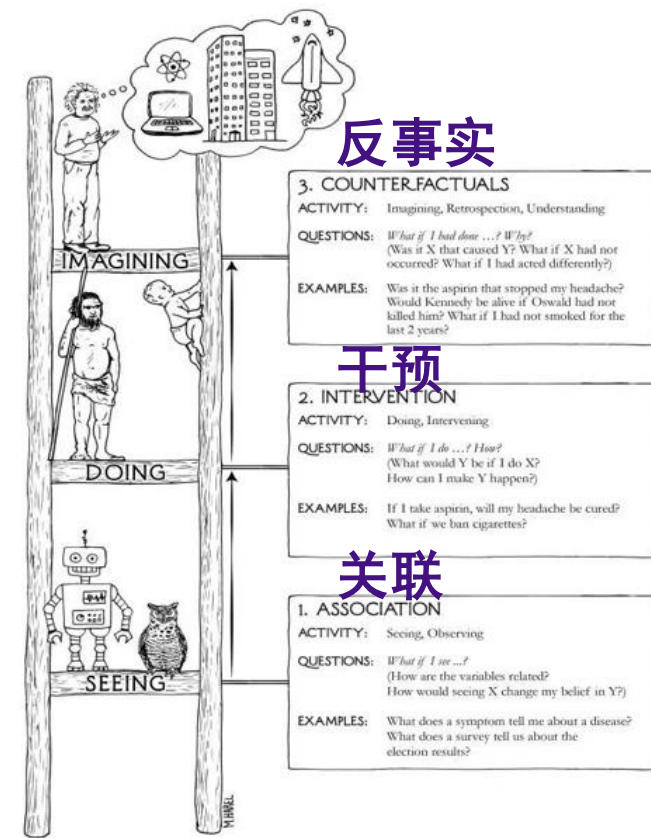 反事实
3. COUNTERFACTUALS
ACTIVITY: Imagining, Retrospection, Understanding
QUESTIONS: What if I had done ...? Why?
(Was it X that caused Y? What if X had not
occurred? What if I had acted differently?)
EXAMPLES: Was it the aspirin that stopped my headache?
Would Kennedy be alive if Oswald had not
killed him? What if I had not smoked for the
last 2 years?
IMAGINING
干预
2. INTERVENTION
ACTIVITY: Doing, Intervening
QUESTIONS: What if I do ...? How?
(What would Y be if I do X?
How can I make Y happen?)
EXAMPLES: If I take aspirin, will my headache be cured?
What if we ban cigarettes?
DOING
关联
1. ASSOCIATION
ACTIVITY: Seeing, Observing
QUESTIONS: What if I see ...?
(How are the variables related?
How would seeing X change my belief in Y?)
EXAMPLES: What does a symptom tell me about a disease?
What does a survey tell us about the
election results?
SEEING
M.HAREL